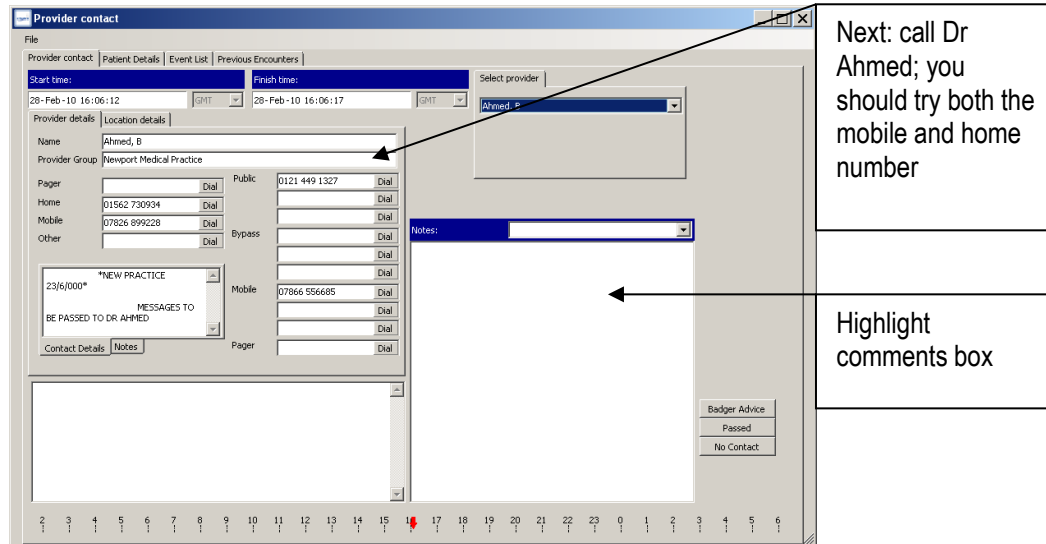 Provider contact
File
Provider contact Patient Details Event List Previous Encounters
Start time: Finish time:
28-Feb-10 16:06:12 GMT 28-Feb-10 16:06:17 GMT
Select provider
Ahmed, B
Provider details Location details
Name Ahmed, B
Provider Group Newport Medical Practice
Pager Dial Public 0121 449 1327 Dial
Home 01562 730934 Dial Dial
Mobile 07826 899228 Dial Dial
Other Dial Bypass Dial
Dial
Dial
Mobile 07866 556685 Dial
Dial
Dial
Pager Dial
*NEW PRACTICE
23/6/000*
MESSAGES TO
BE PASSED TO DR AHMED
Contact Details Notes
Notes:
Badger Advice
Passed
No Contact
2 3 4 5 6 7 8 9 10 11 12 13 14 15 16 17 18 19 20 21 22 23 0 1 2 3 4 5 6
Next: call Dr
Ahmed; you
should try both the
mobile and home
number
Highlight
comments box